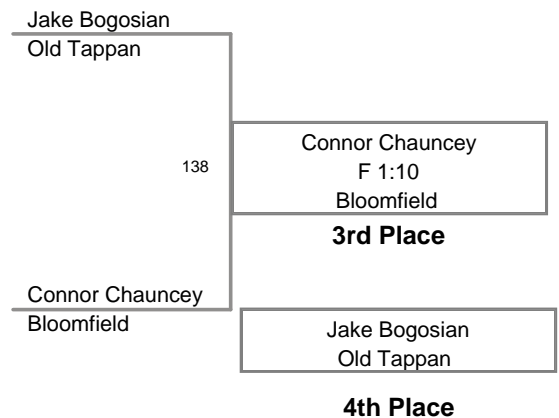 Jake Bogosian
Old Tappan
138
Connor Chauncey
F 1:10
Bloomfield
3rd Place
Connor Chauncey
Bloomfield
Jake Bogosian
Old Tappan
4th Place